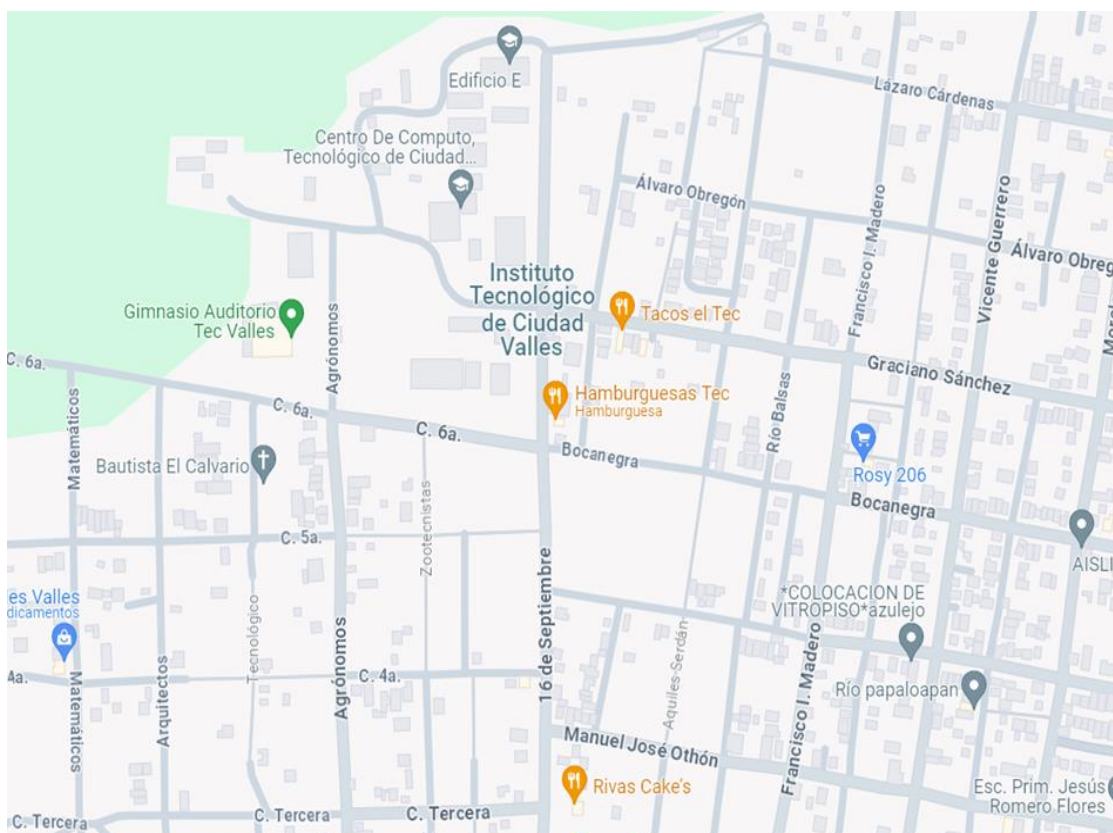 Edificio E
Lázaro Cárdenas
Centro De Computo,
Tecnológico de Ciudad...
Álvaro Obregón
Francisco I. Madero
Vicente Guerrero
Álvaro Obreg
Instituto
Tecnológico
de Ciudad
Valles
Gimnasio Auditorio
Tec Valles
Agrónomos
Tacos el Tec
Graciano Sánchez
C. 6a.
Matemáticos
C. 6a.
Hamburguesas Tec
Hamburguesa
Río Balsas
C. 6a.
Bocanegra
Bautista El Calvario
Rosy 206
Bocanegra
Zootecnistas
C. 5a.
AISLI
16 de Septiembre
*COLOCACION DE
VITROPISO*azulejo
es Valles
dicamentos
Tecnológico
Agrónomos
Aquiles Serdán
Francisco I. Madero
4a.
C. 4a.
Río papaloapan
Matemáticos
Arquitectos
Manuel José Othón
Rivas Cake's
Esc. Prim. Jesús
Romero Flores
C. Tercera
C. Tercera
C. Tercera